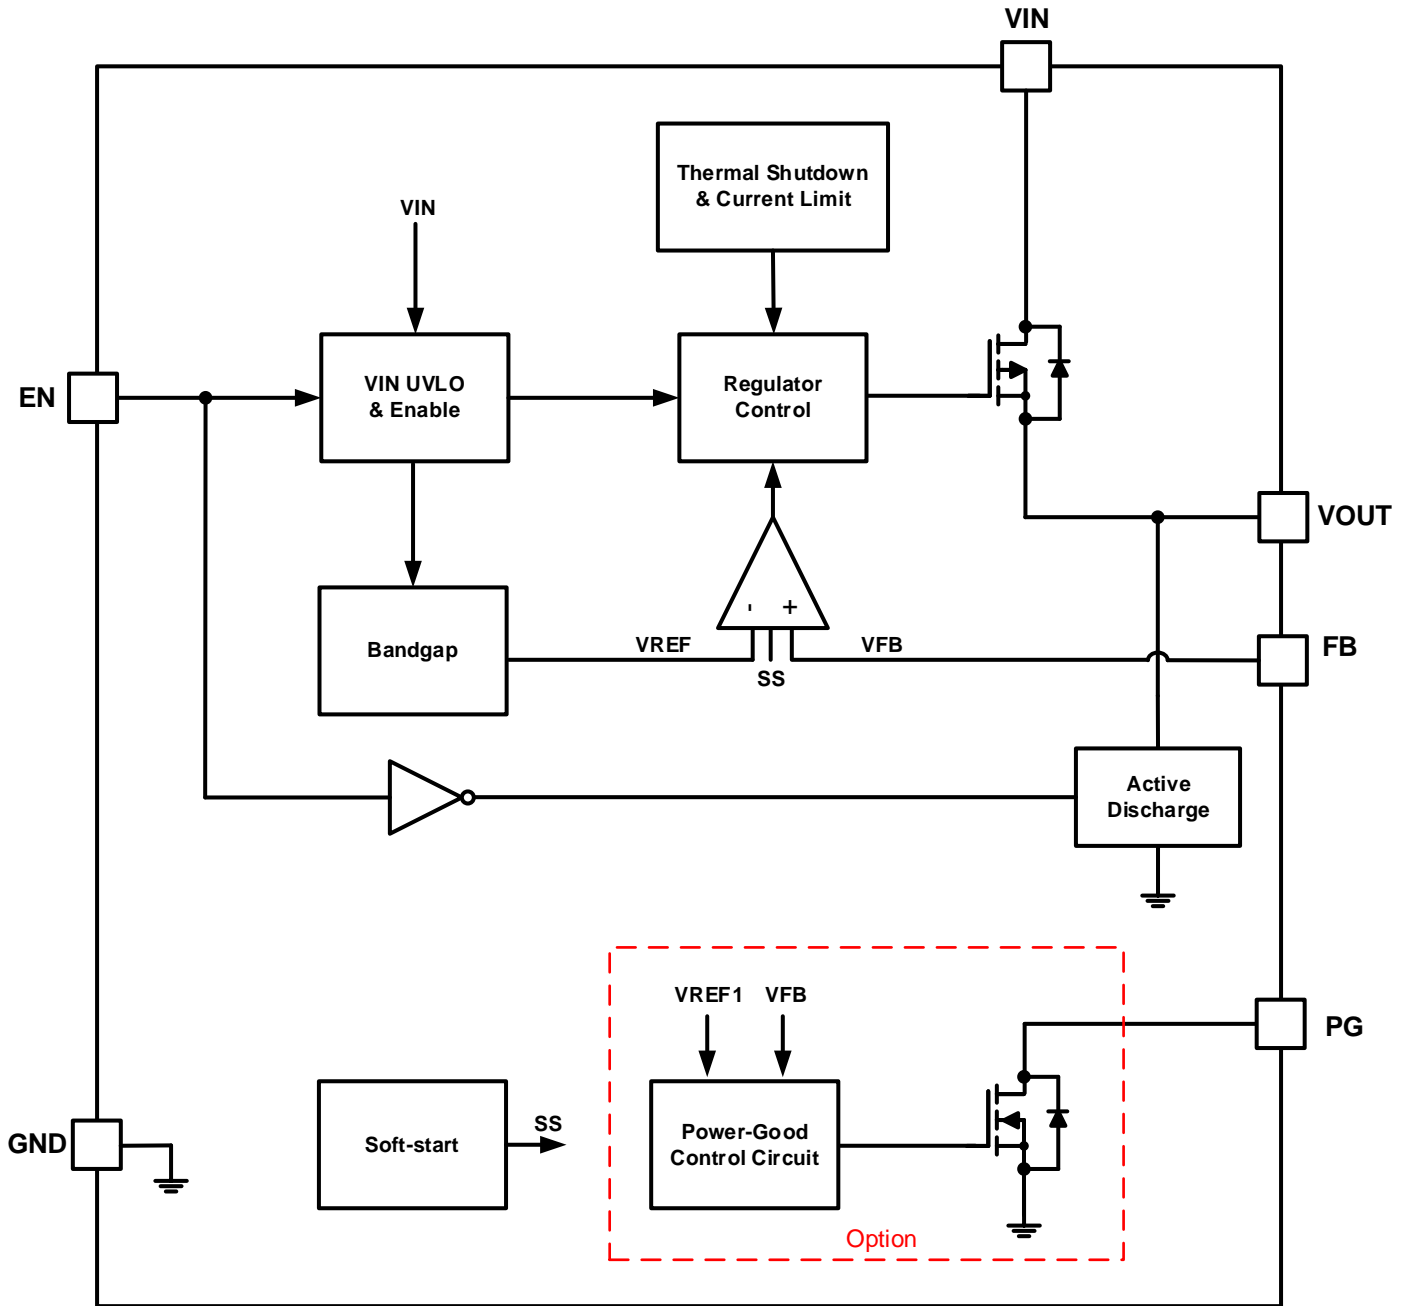 VIN
Thermal Shutdown
& Current Limit
VIN
EN
VIN UVLO
& Enable
Regulator
Control
VOUT
- +
Bandgap
VREF
SS
VFB
FB
Active
Discharge
VREF1
VFB
PG
GND
Soft-start
SS
Power-Good
Control Circuit
Option